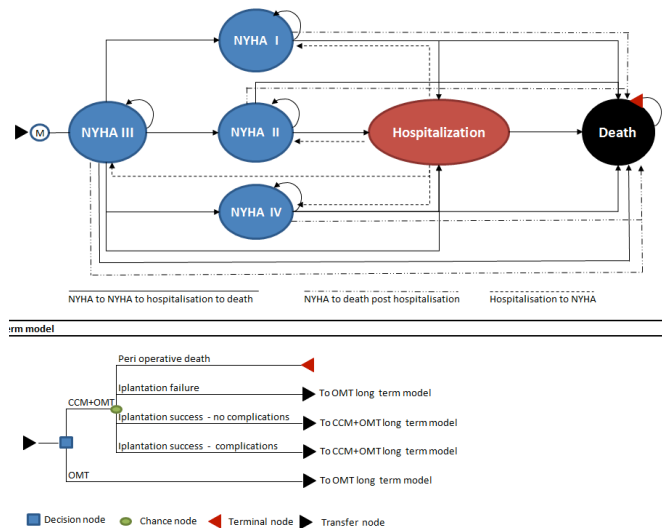 NYHA I
M
NYHA III
NYHA II
Hospitalization
Death
NYHA IV
NYHA to NYHA to hospitalisation to death
NYHA to death post hospitalisation
Hospitalisation to NYHA
term model
Peri operative death
CCM+OMT
Iplantation failure
To OMT long term model
Iplantation success - no complications
To CCM+OMT long term model
Iplantation success - complications
To CCM+OMT long term model
OMT
To OMT long term model
Decision node
Chance node
Terminal node
Transfer node